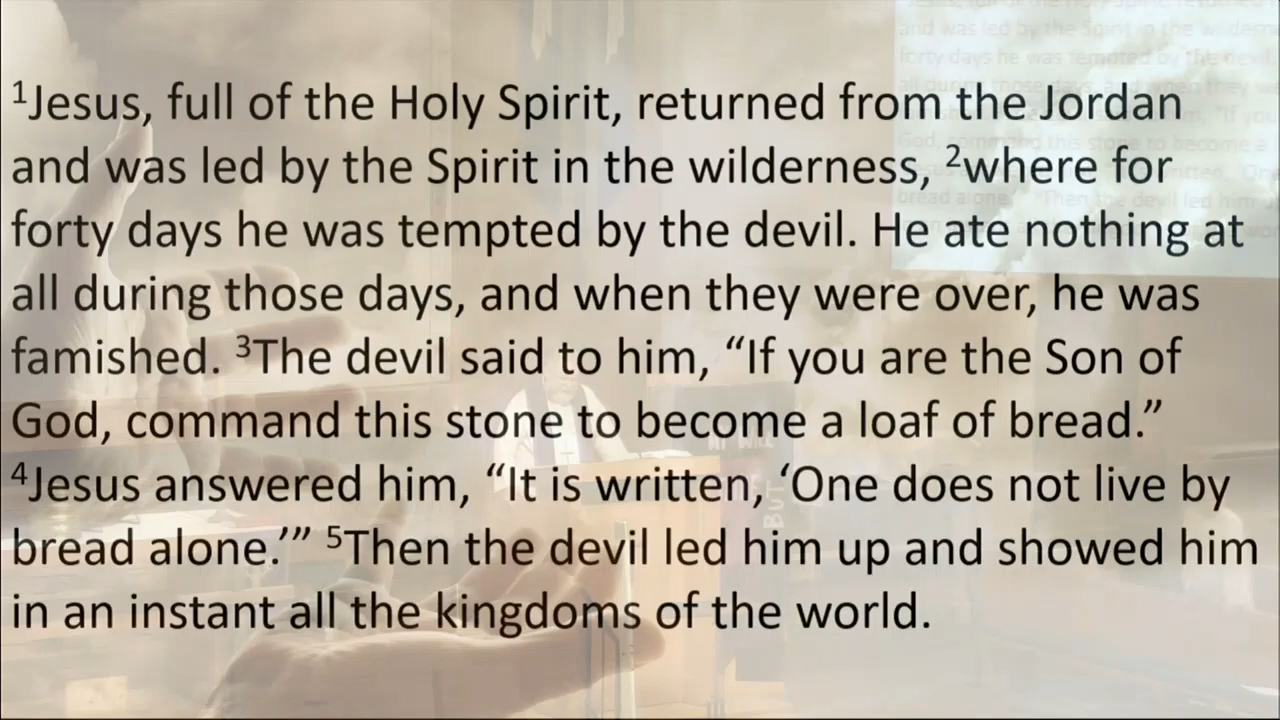 ¹Jesus, full of the Holy Spirit, returned from the Jordan
and was led by the Spirit in the wilderness, ²where for
forty days he was tempted by the devil. He ate nothing at
all during those days, and when they were over, he was
famished. ³The devil said to him, “If you are the Son of
God, command this stone to become a loaf of bread.”
⁴Jesus answered him, “It is written, ‘One does not live by
bread alone.’” ⁵Then the devil led him up and showed him
in an instant all the kingdoms of the world.